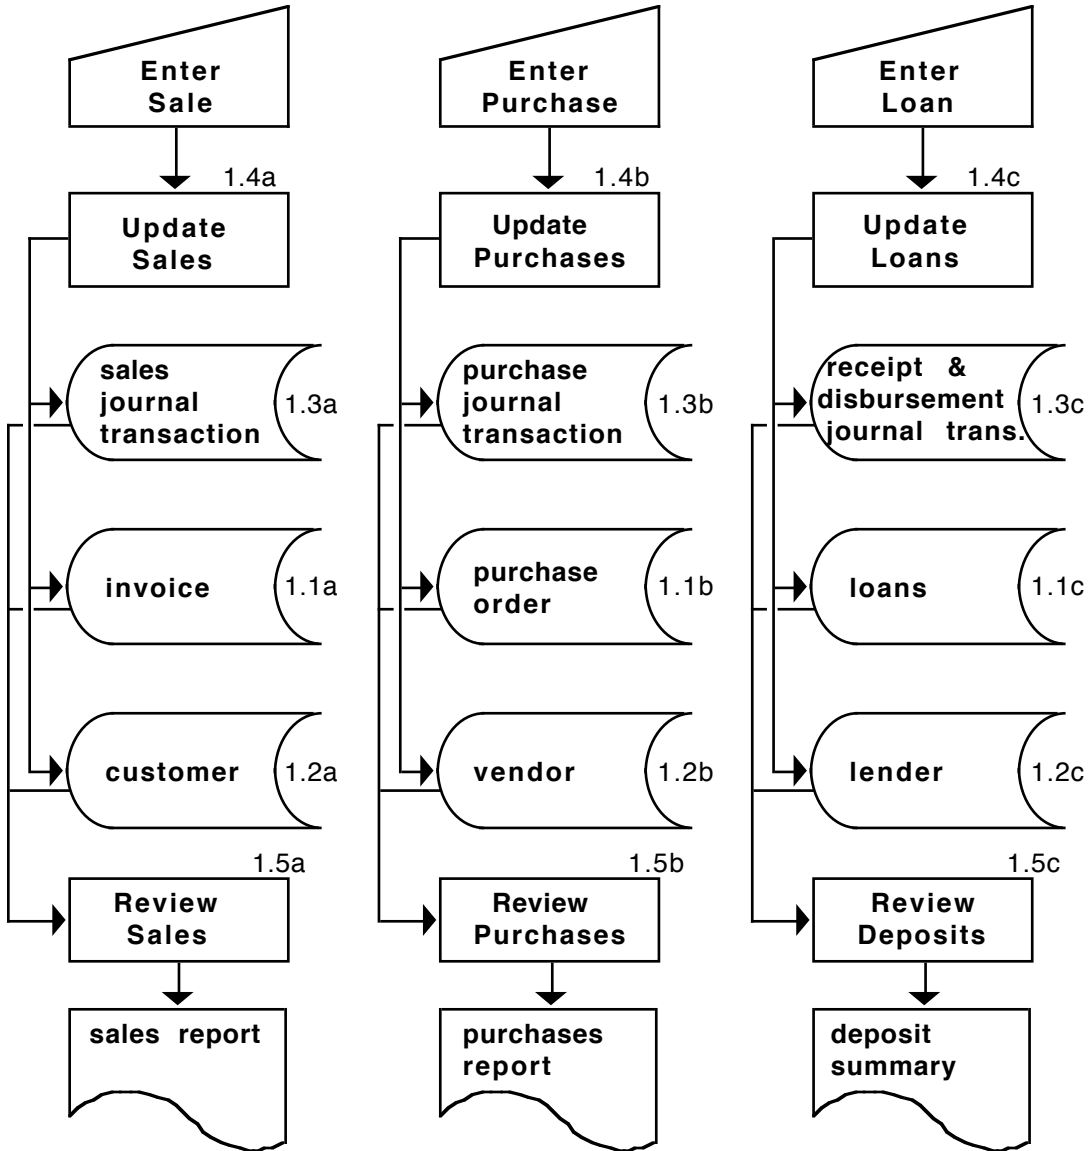 Enter
Sale
Enter
Purchase
Enter
Loan
1.4a
1.4b
1.4c
Update
Sales
Update
Purchases
Update
Loans
sales
journal
transaction
1.3a
purchase
journal
transaction
1.3b
receipt &
disbursement
journal trans.
1.3c
invoice
1.1a
purchase
order
1.1b
loans
1.1c
customer
1.2a
vendor
1.2b
lender
1.2c
1.5a
1.5b
1.5c
Review
Sales
Review
Purchases
Review
Deposits
sales report
purchases
report
deposit
summary